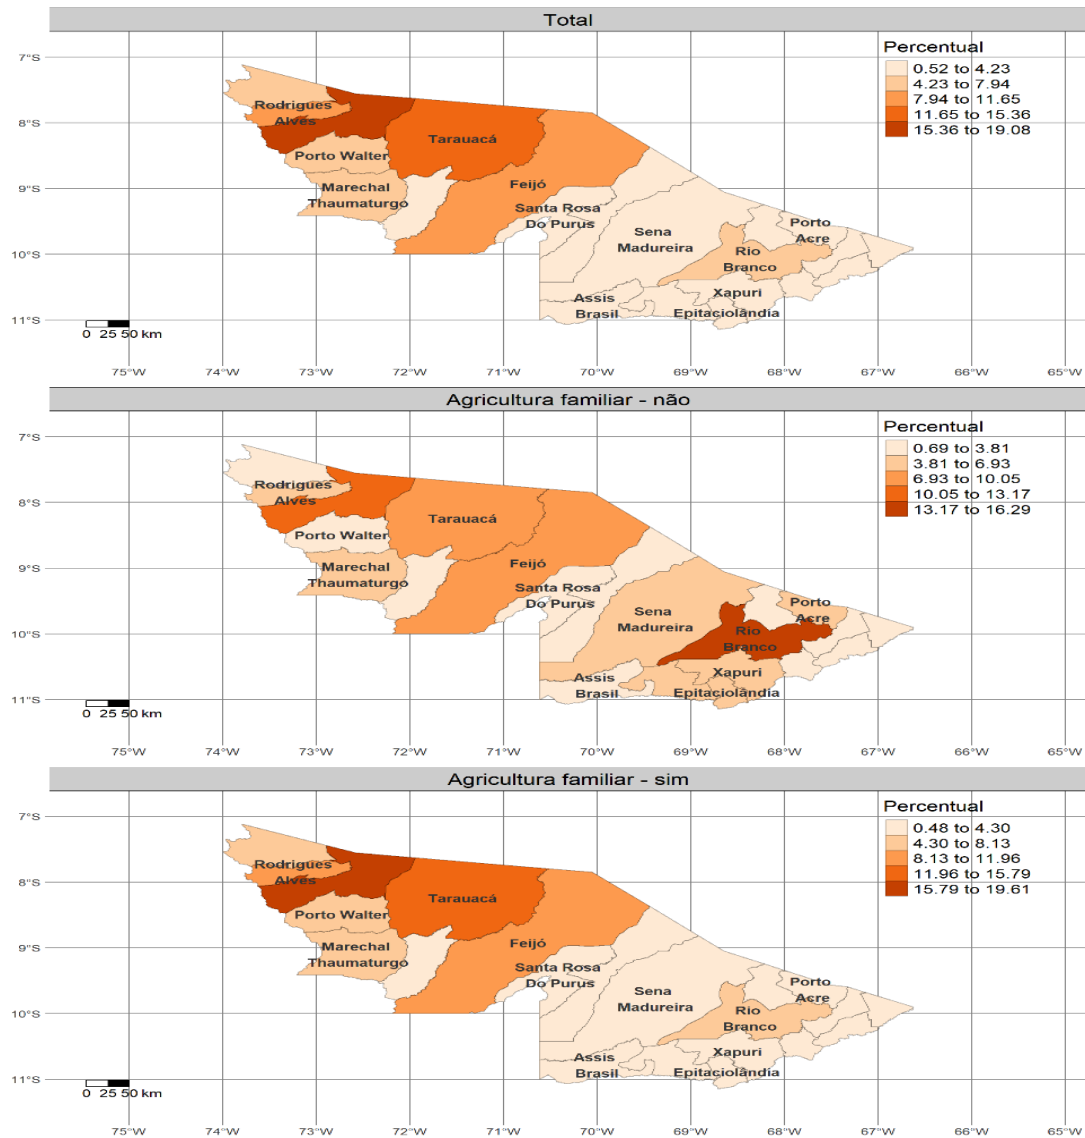 Total
Percentual
0.52 to 4.23
4.23 to 7.94
7.94 to 11.65
11.65 to 15.36
15.36 to 19.08
7°S
8°S
9°S
10°S
11°S
Rodrigues
Alves
Tarauacá
Porto Walter
Marechal
Thaumaturgo
Feijó
Santa Rosa
Do Purus
Sena
Madureira
Porto
Acre
Rio
Branco
Xapuri
Assis
Brasil
Epitaciolândia
0 25 50 km
75°W 74°W 73°W 72°W 71°W 70°W 69°W 68°W 67°W 66°W 65°W
Agricultura familiar - não
Percentual
0.69 to 3.81
3.81 to 6.93
6.93 to 10.05
10.05 to 13.17
13.17 to 16.29
7°S
8°S
9°S
10°S
11°S
Rodrigues
Alves
Tarauacá
Porto Walter
Marechal
Thaumaturgo
Feijó
Santa Rosa
Do Purus
Sena
Madureira
Porto
Acre
Rio
Branco
Xapuri
Assis
Brasil
Epitaciolândia
0 25 50 km
75°W 74°W 73°W 72°W 71°W 70°W 69°W 68°W 67°W 66°W 65°W
Agricultura familiar - sim
Percentual
0.48 to 4.30
4.30 to 8.13
8.13 to 11.96
11.96 to 15.79
15.79 to 19.61
7°S
8°S
9°S
10°S
11°S
Rodrigues
Alves
Tarauacá
Porto Walter
Marechal
Thaumaturgo
Feijó
Santa Rosa
Do Purus
Sena
Madureira
Porto
Acre
Rio
Branco
Xapuri
Assis
Brasil
Epitaciolândia
0 25 50 km
75°W 74°W 73°W 72°W 71°W 70°W 69°W 68°W 67°W 66°W 65°W